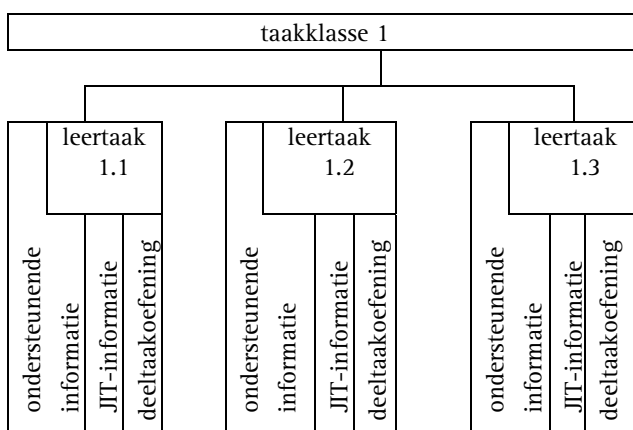 taakklasse 1
leertaak
1.1
ondersteunende
informatie
JIT-informatie
deeltaakoefening
leertaak
1.2
ondersteunende
informatie
JIT-informatie
deeltaakoefening
leertaak
1.3
ondersteunende
informatie
JIT-informatie
deeltaakoefening